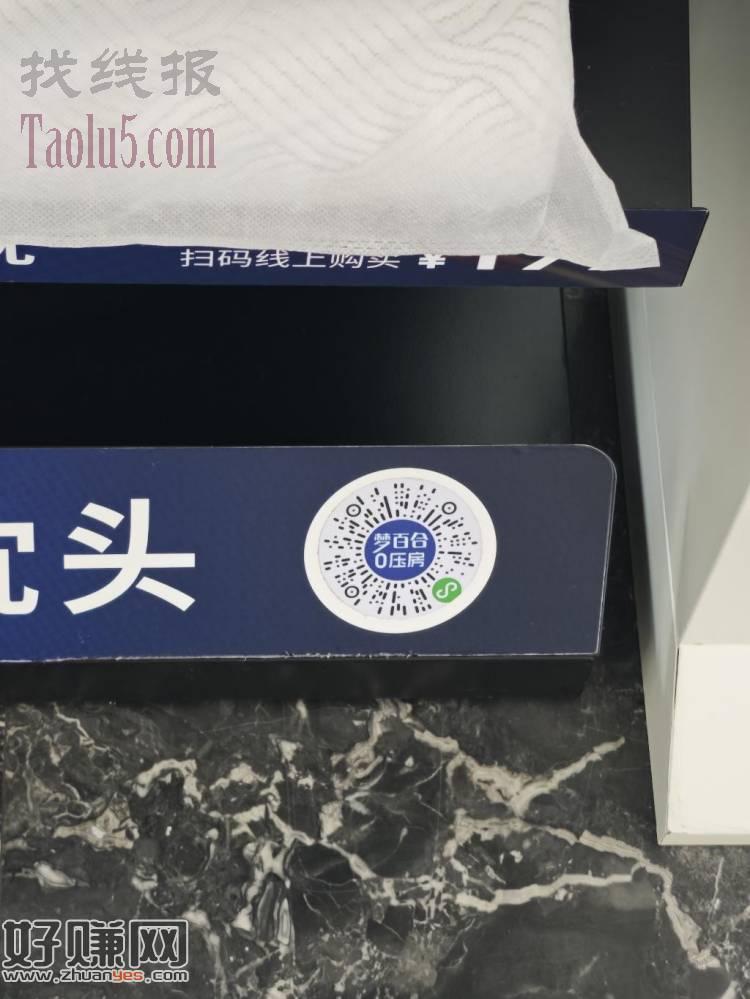 找线报
Taolu5.com
扫码线上购买 ¥
枕头
梦百合
0压房
好赚网
www.zhuanyes.com